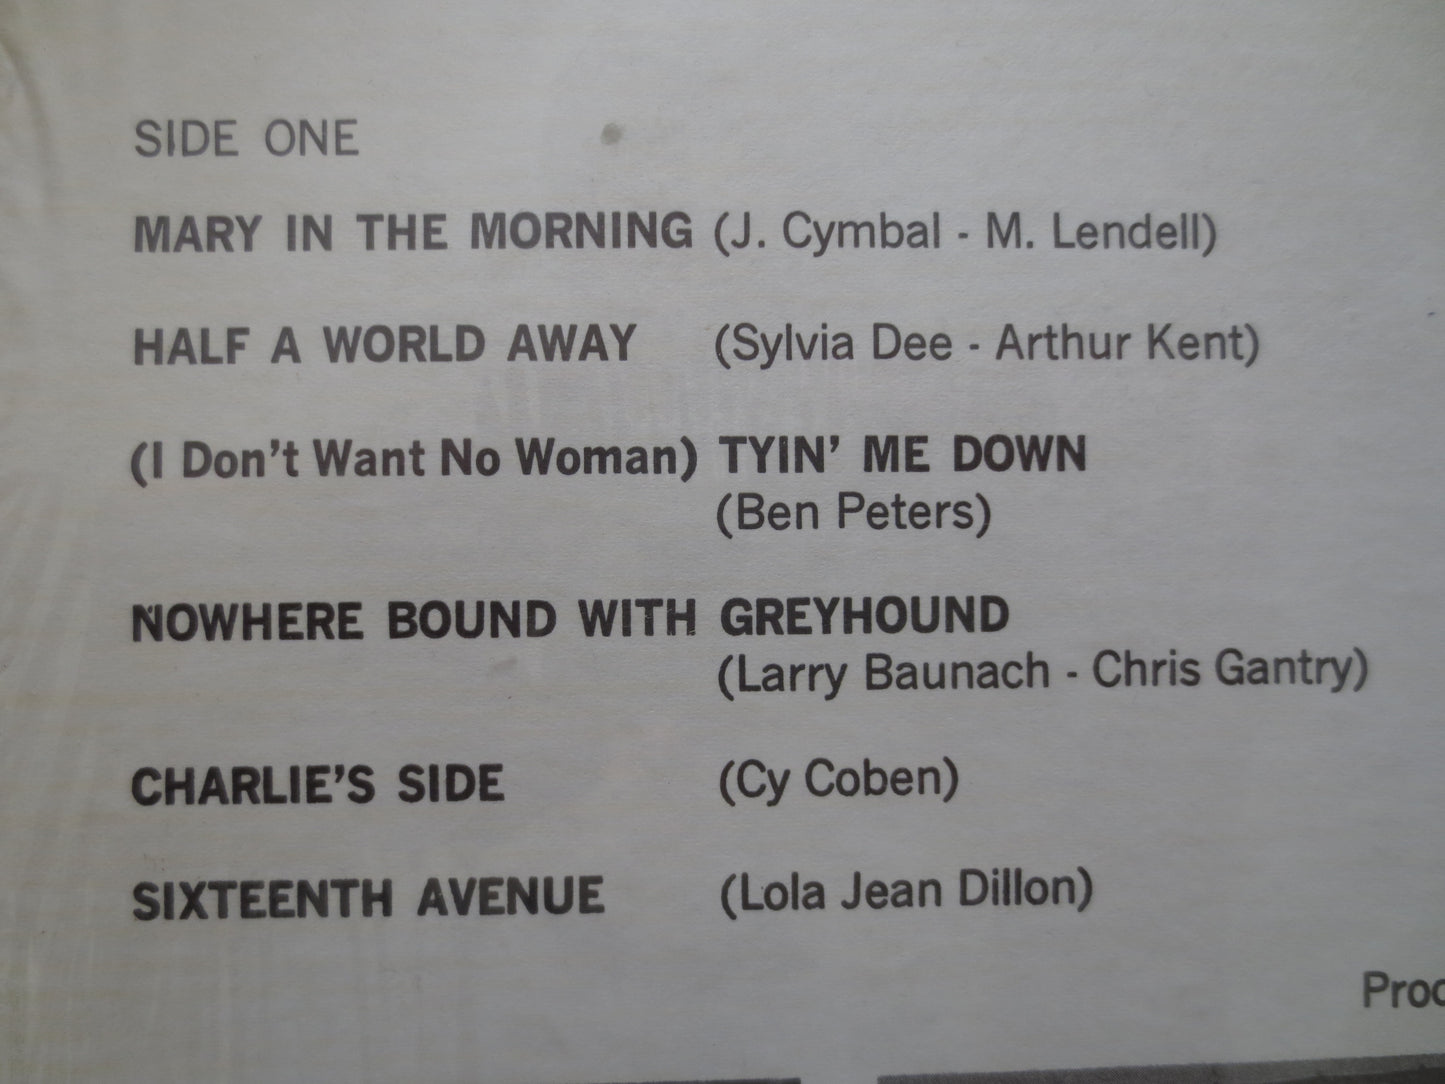 SIDE ONE
MARY IN THE MORNING (J. Cymbal - M. Lendell)
HALF A WORLD AWAY (Sylvia Dee - Arthur Kent)
(I Don't Want No Woman) TYIN' ME DOWN
(Ben Peters)
NOWHERE BOUND WITH GREYHOUND
(Larry Baunach - Chris Gantry)
CHARLIE'S SIDE (Cy Coben)
SIXTEENTH AVENUE (Lola Jean Dillon)